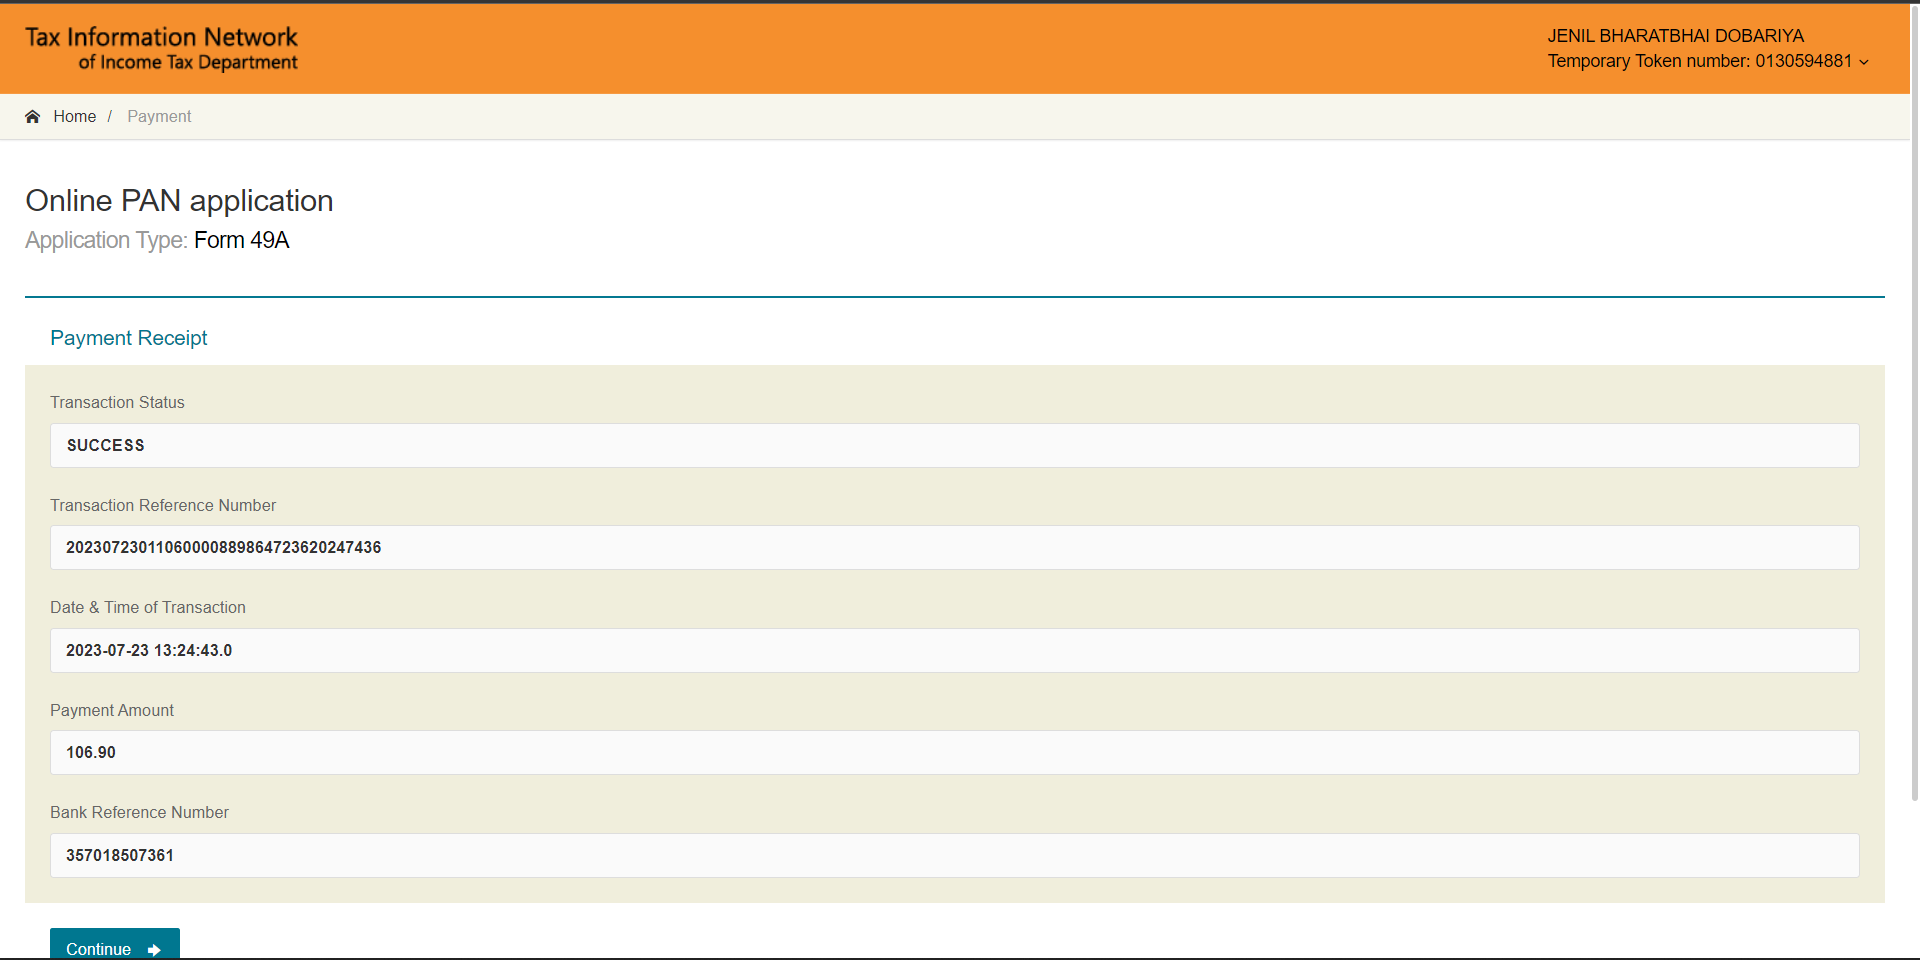 Tax Information Network
of Income Tax Department
JENIL BHARATBHAI DOBARIYA
Temporary Token number: 0130594881
Home / Payment
Online PAN application
Application Type: Form 49A
Payment Receipt
Transaction Status
SUCCESS
Transaction Reference Number
20230723011060000889864723620247436
Date & Time of Transaction
2023-07-23 13:24:43.0
Payment Amount
106.90
Bank Reference Number
357018507361
Continue